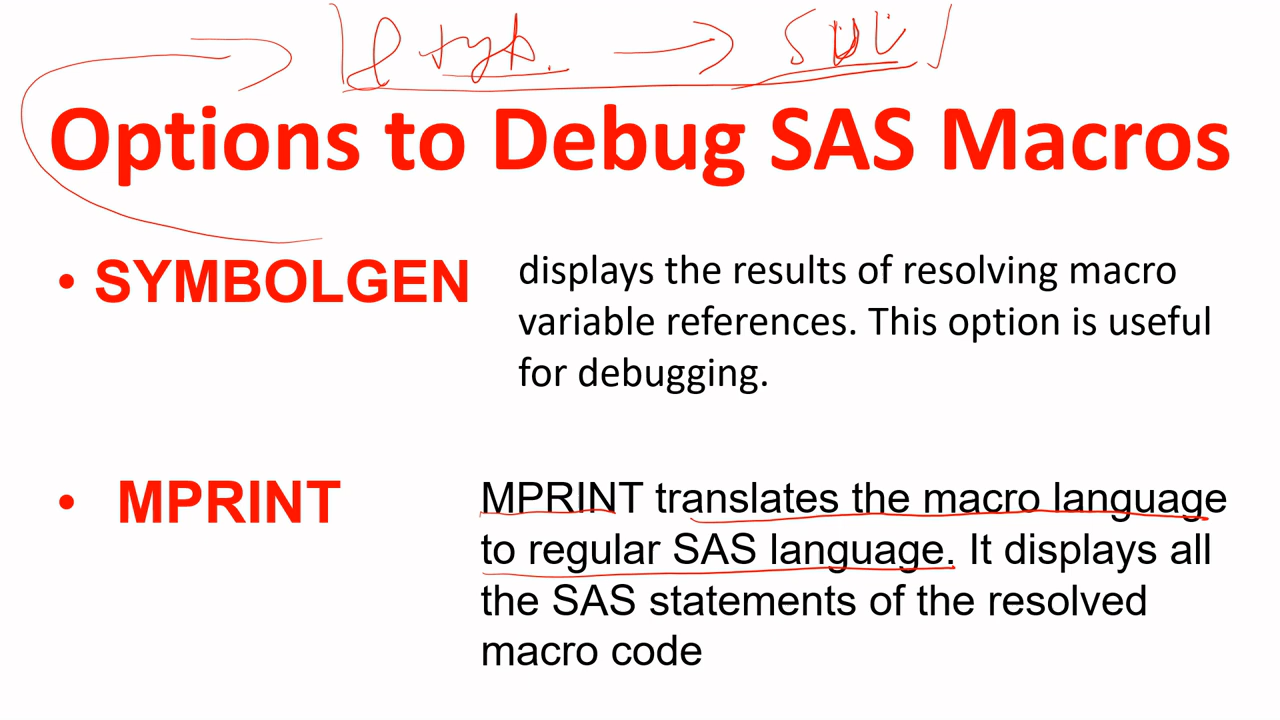 Options to Debug SAS Macros
• SYMBOLGEN
displays the results of resolving macro
variable references. This option is useful
for debugging.
• MPRINT
MPRINT translates the macro language
to regular SAS language. It displays all
the SAS statements of the resolved
macro code